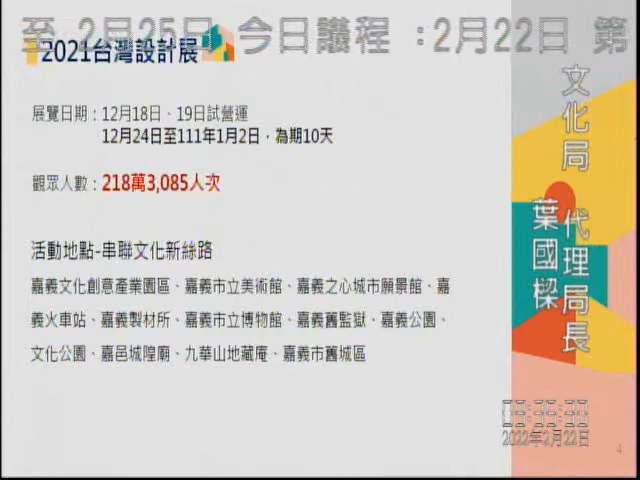 至 2月25日 今日議程 :2月22日 第
2021台灣設計展
展覽日期：12月18日、19日試營運
12月24日至111年1月2日，為期10天
觀眾人數：218萬3,085人次
活動地點-串聯文化新絲路
嘉義文化創意產業園區、嘉義市立美術館、嘉義之心城市願景館、嘉
義火車站、嘉義製材所、嘉義市立博物館、嘉義舊監獄、嘉義公園、
文化公園、嘉邑城隍廟、九華山地藏庵、嘉義市舊城區
文化局
代理局長
葉國樑
2022年2月22日
4